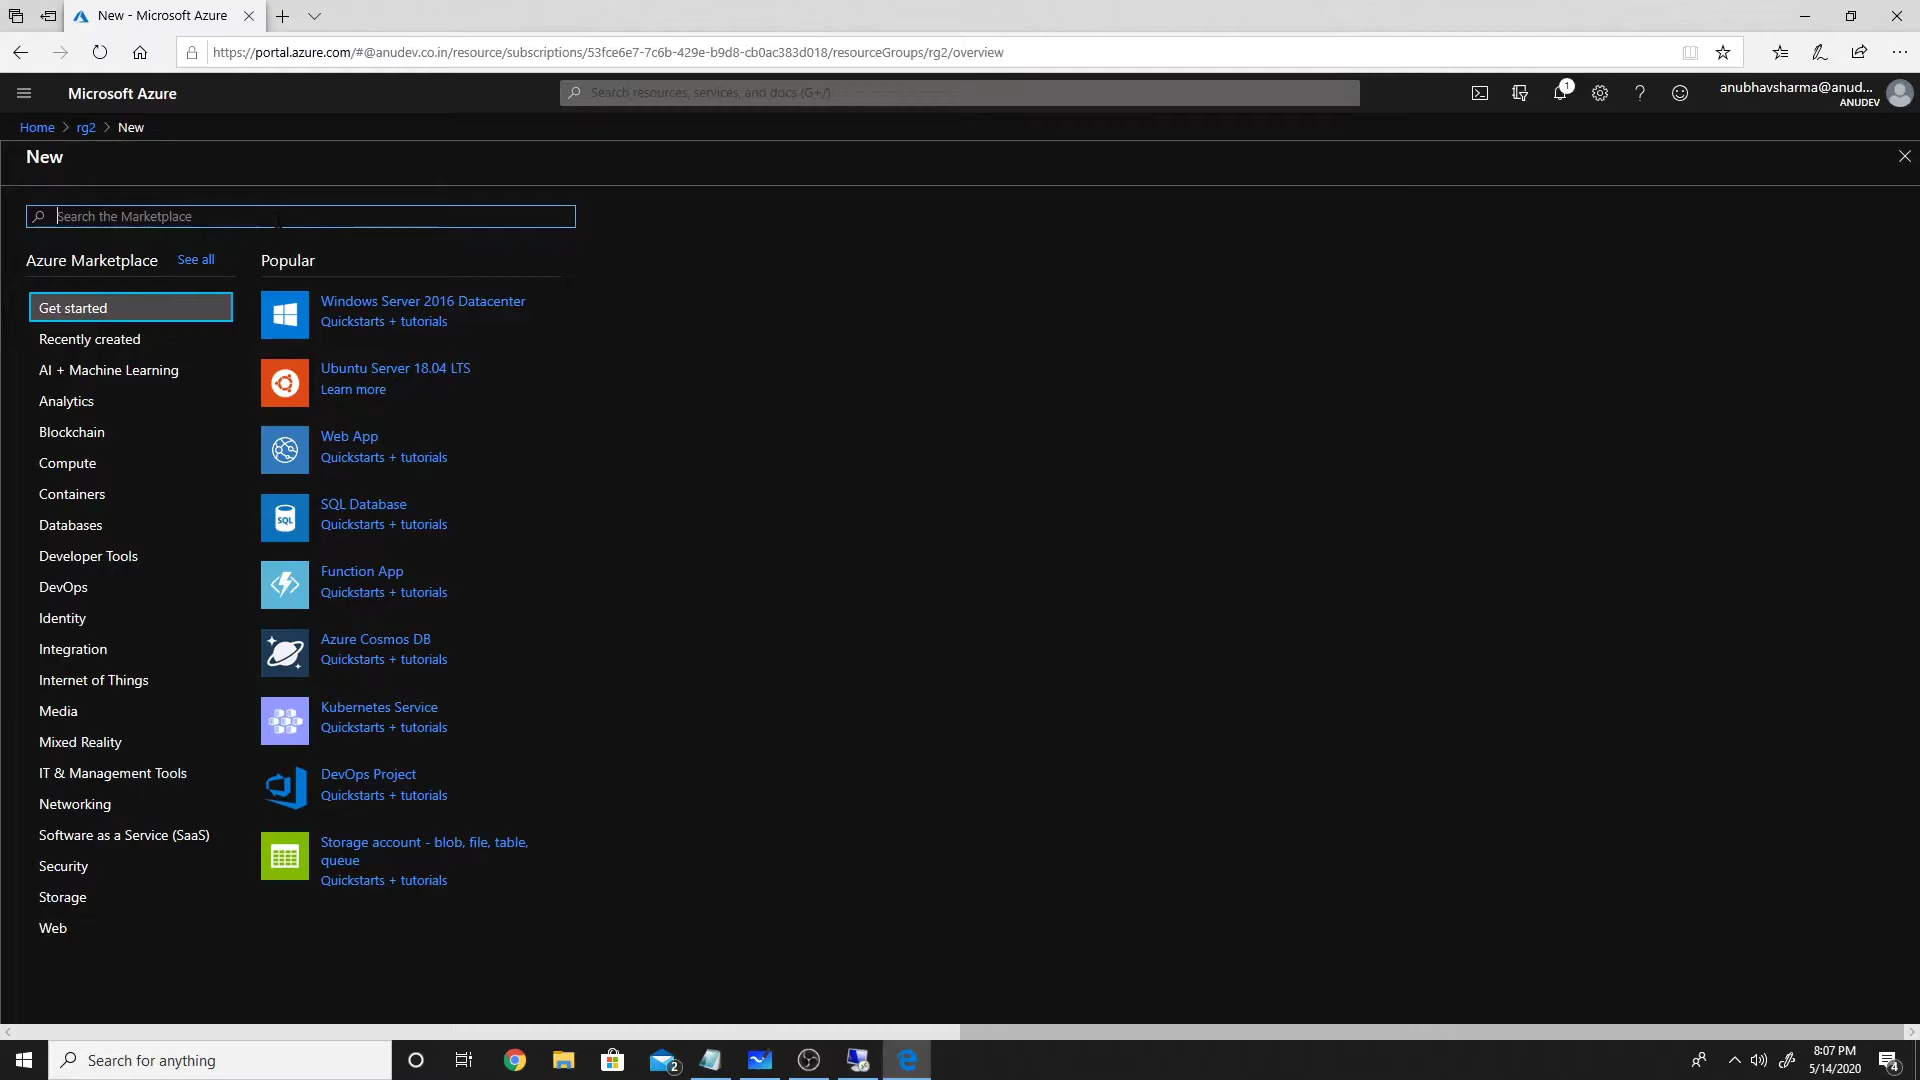 New - Microsoft Azure
https://portal.azure.com/#@anudev.co.in/resource/subscriptions/53fce6e7-7c6b-429e-b9d8-cb0ac383d018/resourceGroups/rg2/overview
Microsoft Azure
Search resources, services, and docs (G+/)
1
anubhavsharma@anud...
ANUDEV
Home > rg2 > New
New
Search the Marketplace
Azure Marketplace See all
Popular
Get started
Recently created
AI + Machine Learning
Analytics
Blockchain
Compute
Containers
Databases
Developer Tools
DevOps
Identity
Integration
Internet of Things
Media
Mixed Reality
IT & Management Tools
Networking
Software as a Service (SaaS)
Security
Storage
Web
Windows Server 2016 Datacenter
Quickstarts + tutorials
Ubuntu Server 18.04 LTS
Learn more
Web App
Quickstarts + tutorials
SQL
SQL Database
Quickstarts + tutorials
Function App
Quickstarts + tutorials
Azure Cosmos DB
Quickstarts + tutorials
Kubernetes Service
Quickstarts + tutorials
DevOps Project
Quickstarts + tutorials
Storage account - blob, file, table,
queue
Quickstarts + tutorials
Search for anything
2
8:07 PM
5/14/2020
4